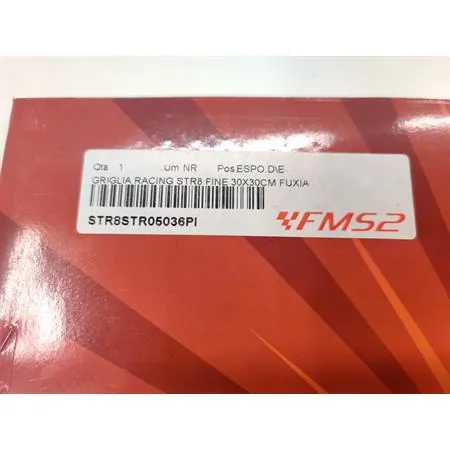 Qta 1 Um NR Pos ESPO.D\E
GRIGLIA RACING STR8 FINE 30X30CM FUXIA
STR8STR05036PI
FMS2